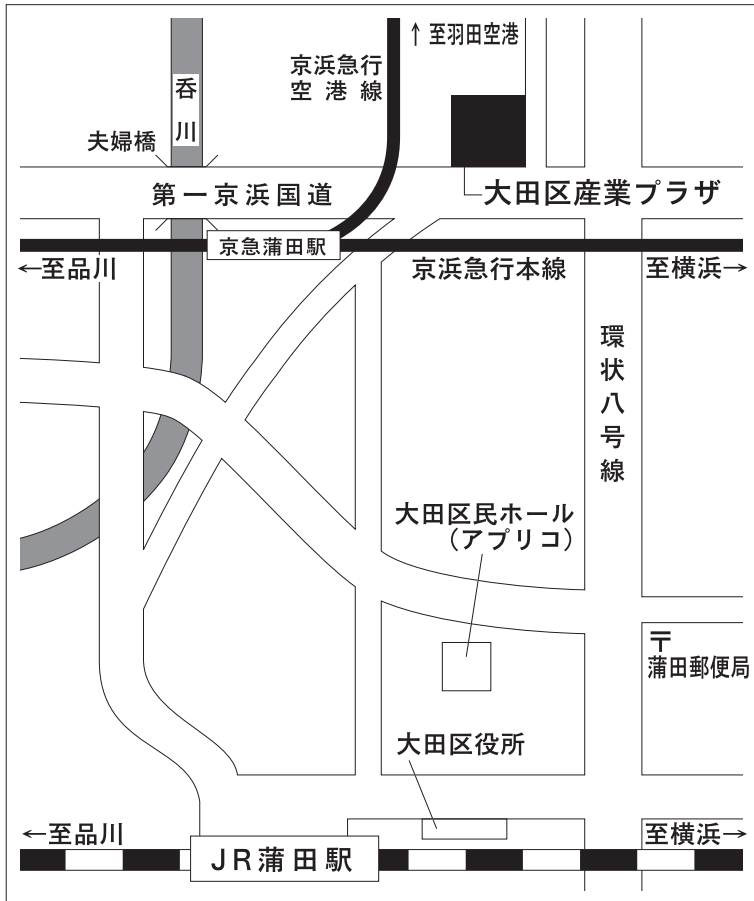 ↑至羽田空港
京浜急行
空港線
呑川
夫婦橋
第一京浜国道
大田区産業プラザ
京急蒲田駅
←至品川
京浜急行本線
至横浜→
環状八号線
大田区民ホール
(アプリコ)
〒
蒲田郵便局
大田区役所
←至品川
JR蒲田駅
至横浜→